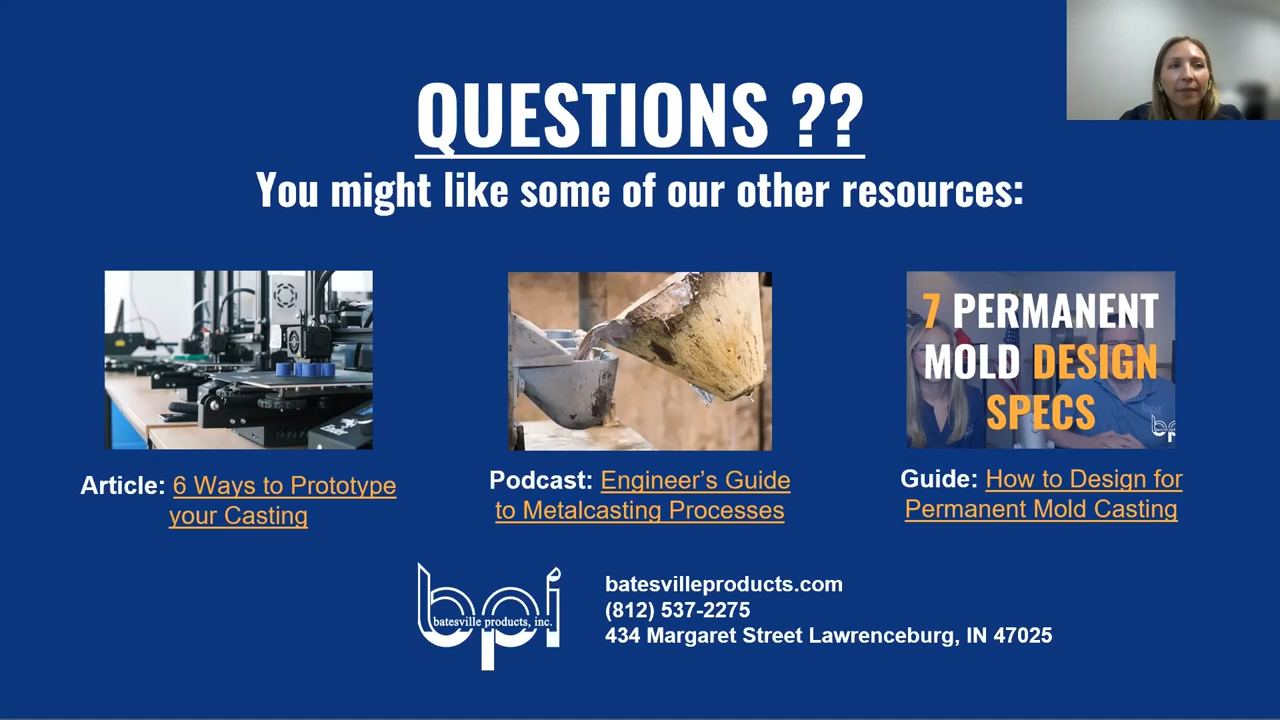 QUESTIONS ??
You might like some of our other resources:
7 PERMANENT
MOLD DESIGN
SPECS
bpi
Article: 6 Ways to Prototype
your Casting
Podcast: Engineer's Guide
to Metalcasting Processes
Guide: How to Design for
Permanent Mold Casting
bpi
batesville products, inc.
batesvilleproducts.com
(812) 537-2275
434 Margaret Street Lawrenceburg, IN 47025